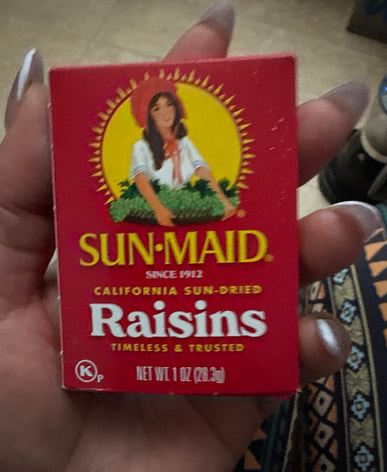 SUN•MAID®
SINCE 1912
CALIFORNIA SUN-DRIED
Raisins
TIMELESS & TRUSTED
K P
NET WT. 1 OZ (28.3g)